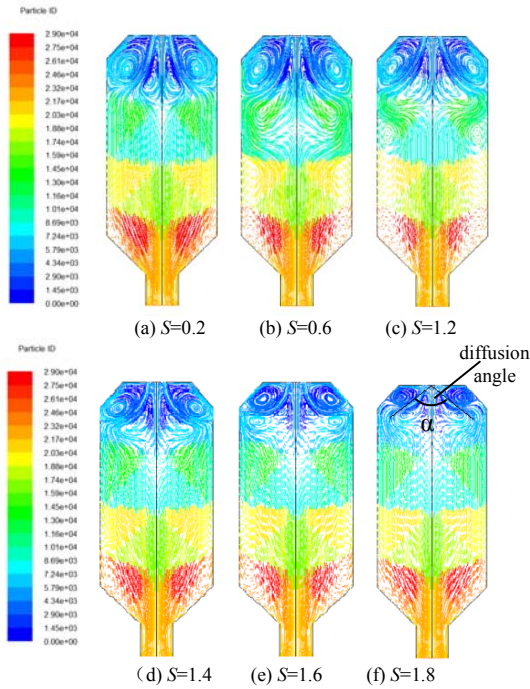 Particle ID
2.90e+04
2.75e+04
2.61e+04
2.46e+04
2.32e+04
2.17e+04
2.03e+04
1.88e+04
1.74e+04
1.59e+04
1.45e+04
1.30e+04
1.16e+04
1.01e+04
8.69e+03
7.24e+03
5.79e+03
4.34e+03
2.90e+03
1.45e+03
0.00e+00
(a) S=0.2
(b) S=0.6
(c) S=1.2
Particle ID
2.90e+04
2.75e+04
2.61e+04
2.46e+04
2.32e+04
2.17e+04
2.03e+04
1.88e+04
1.74e+04
1.59e+04
1.45e+04
1.30e+04
1.16e+04
1.01e+04
8.69e+03
7.24e+03
5.79e+03
4.34e+03
2.90e+03
1.45e+03
0.00e+00
diffusion
angle
α
(d) S=1.4
(e) S=1.6
(f) S=1.8